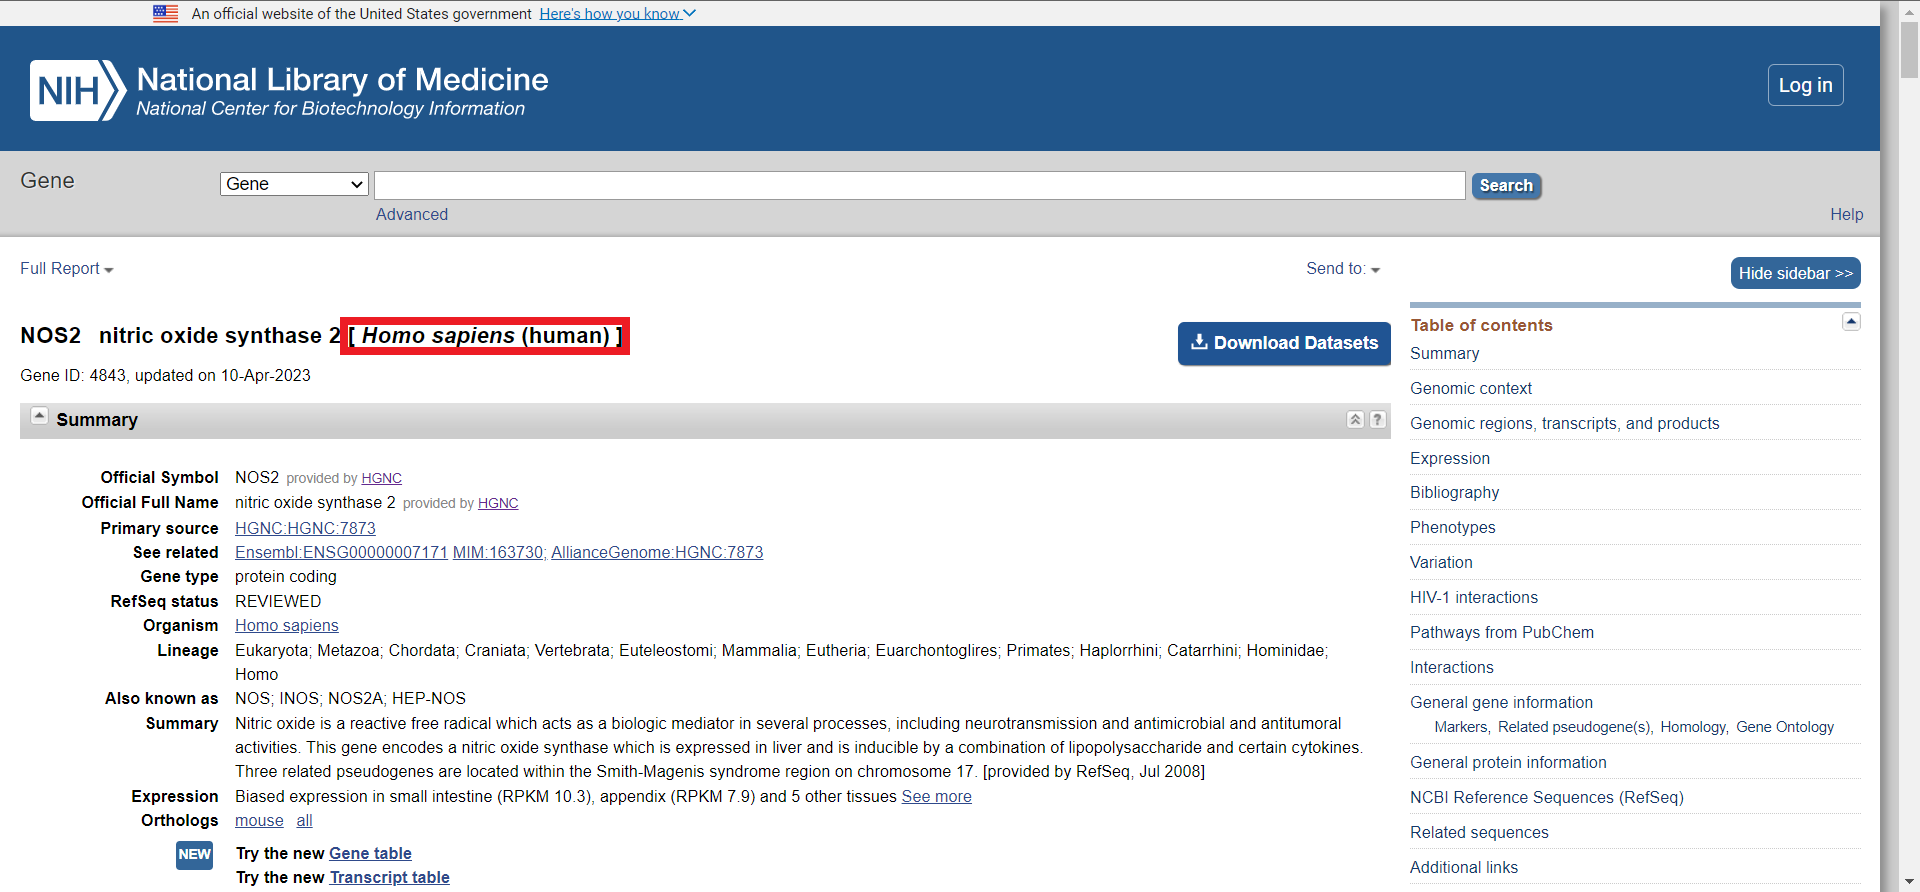 An official website of the United States government Here's how you know
NIH National Library of Medicine
National Center for Biotechnology Information
Log in
Gene
Gene
Search
Advanced
Help
Full Report
Send to:
Hide sidebar >>
NOS2 nitric oxide synthase 2 [ Homo sapiens (human) ]
Download Datasets
Gene ID: 4843, updated on 10-Apr-2023
Summary
?
Official Symbol NOS2 provided by HGNC
Official Full Name nitric oxide synthase 2 provided by HGNC
Primary source HGNC:HGNC:7873
See related Ensembl:ENSG00000007171 MIM:163730; AllianceGenome:HGNC:7873
Gene type protein coding
RefSeq status REVIEWED
Organism Homo sapiens
Lineage Eukaryota; Metazoa; Chordata; Craniata; Vertebrata; Euteleostomi; Mammalia; Eutheria; Euarchontoglires; Primates; Haplorrhini; Catarrhini; Hominidae;
Homo
Also known as NOS; INOS; NOS2A; HEP-NOS
Summary Nitric oxide is a reactive free radical which acts as a biologic mediator in several processes, including neurotransmission and antimicrobial and antitumoral
activities. This gene encodes a nitric oxide synthase which is expressed in liver and is inducible by a combination of lipopolysaccharide and certain cytokines.
Three related pseudogenes are located within the Smith-Magenis syndrome region on chromosome 17. [provided by RefSeq, Jul 2008]
Expression Biased expression in small intestine (RPKM 10.3), appendix (RPKM 7.9) and 5 other tissues See more
Orthologs mouse all
NEW Try the new Gene table
Try the new Transcript table
Table of contents
Summary
Genomic context
Genomic regions, transcripts, and products
Expression
Bibliography
Phenotypes
Variation
HIV-1 interactions
Pathways from PubChem
Interactions
General gene information
Markers, Related pseudogene(s), Homology, Gene Ontology
General protein information
NCBI Reference Sequences (RefSeq)
Related sequences
Additional links